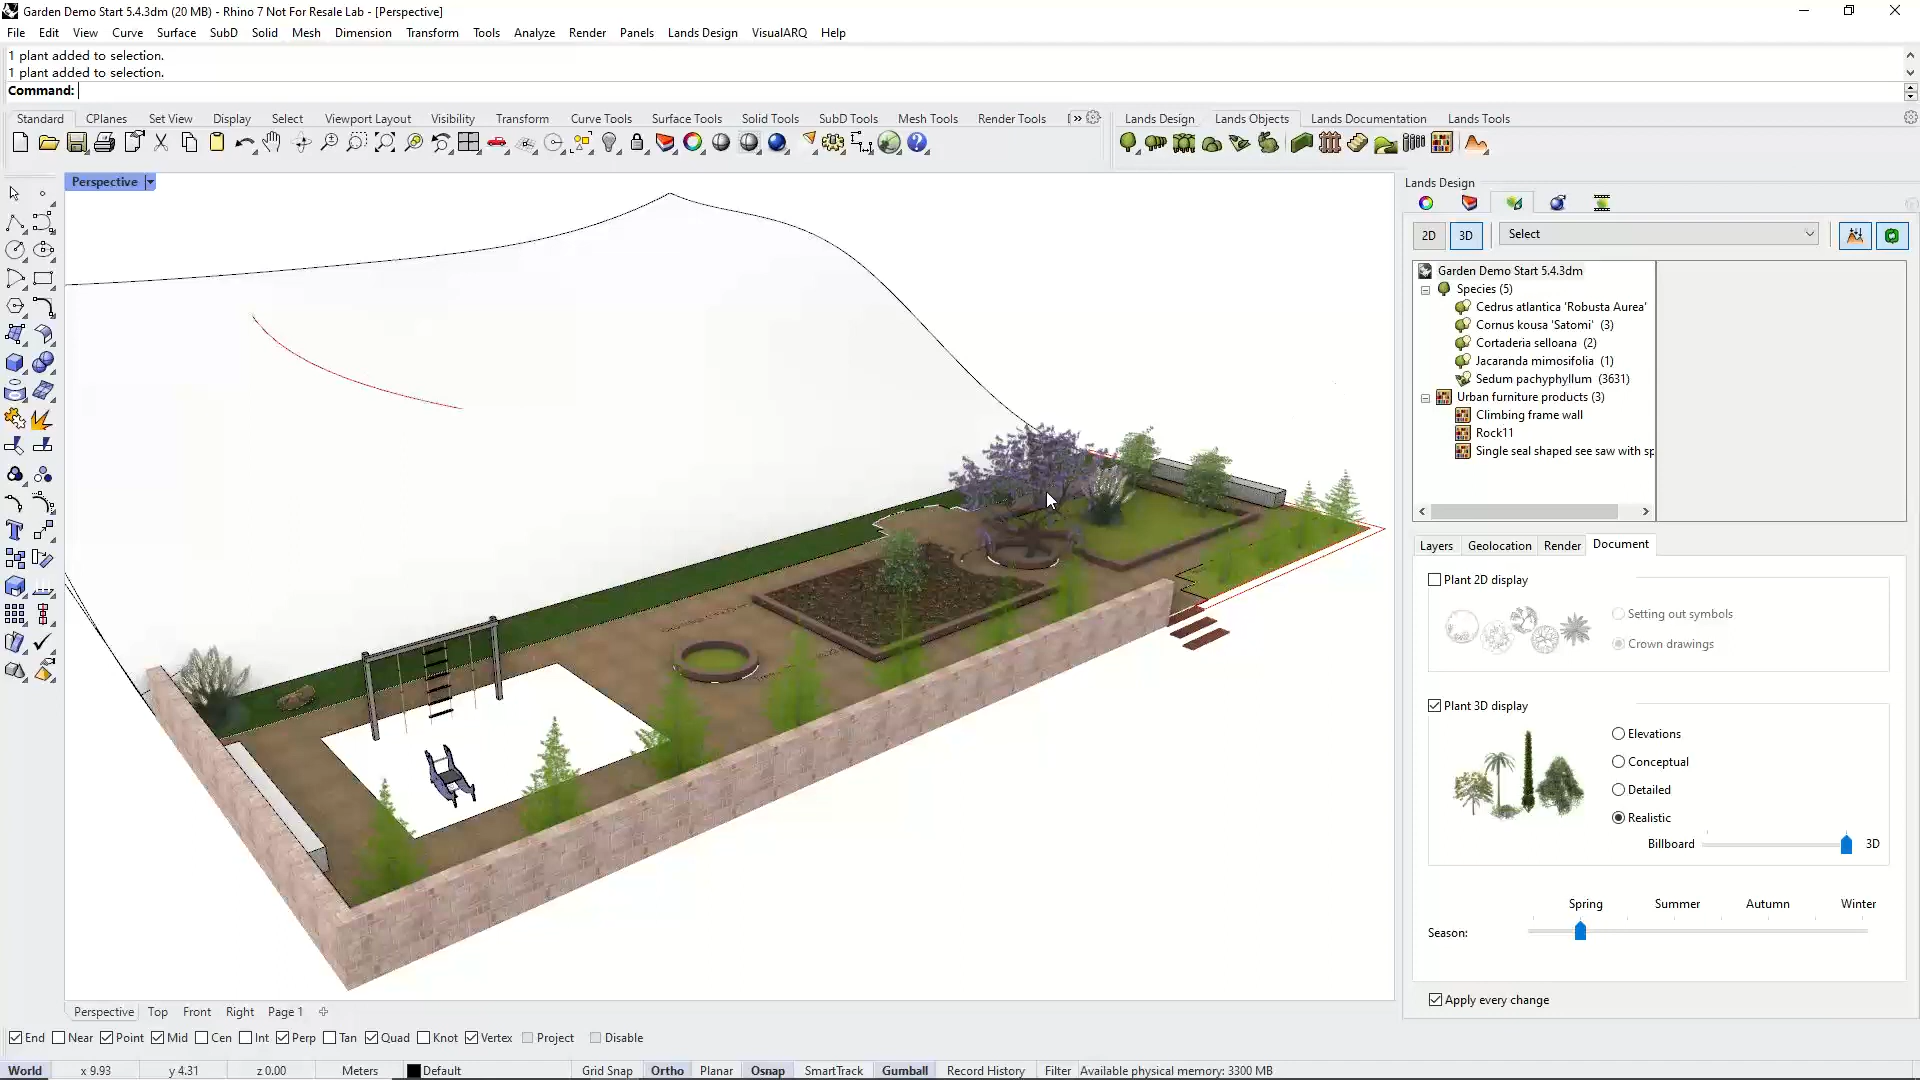 Garden Demo Start 5.4.3dm (20 MB) - Rhino 7 Not For Resale Lab - [Perspective]
File Edit View Curve Surface SubD Solid Mesh Dimension Transform Tools Analyze Render Panels Lands Design VisualARQ Help
1 plant added to selection.
1 plant added to selection.
Command:
Standard CPlanes Set View Display Select Viewport Layout Visibility Transform Curve Tools Surface Tools Solid Tools SubD Tools Mesh Tools Render Tools
Lands Design Lands Objects Lands Documentation Lands Tools
Perspective
Lands Design
2D 3D Select
Garden Demo Start 5.4.3dm
Species (5)
Cedrus atlantica 'Robusta Aurea'
Cornus kousa 'Satomi' (3)
Cortaderia selloana (2)
Jacaranda mimosifolia (1)
Sedum pachyphyllum (3631)
Urban furniture products (3)
Climbing frame wall
Rock11
Single seal shaped see saw with sp
Layers Geolocation Render Document
Plant 2D display
Setting out symbols
Crown drawings
Plant 3D display
Elevations
Conceptual
Detailed
Realistic
Billboard 3D
Spring Summer Autumn Winter
Season:
Apply every change
Perspective Top Front Right Page 1
End Near Point Mid Cen Int Perp Tan Quad Knot Vertex Project Disable
World x 9.93 y 4.31 z 0.00 Meters Default Grid Snap Ortho Planar Osnap SmartTrack Gumball Record History Filter Available physical memory: 3300 MB